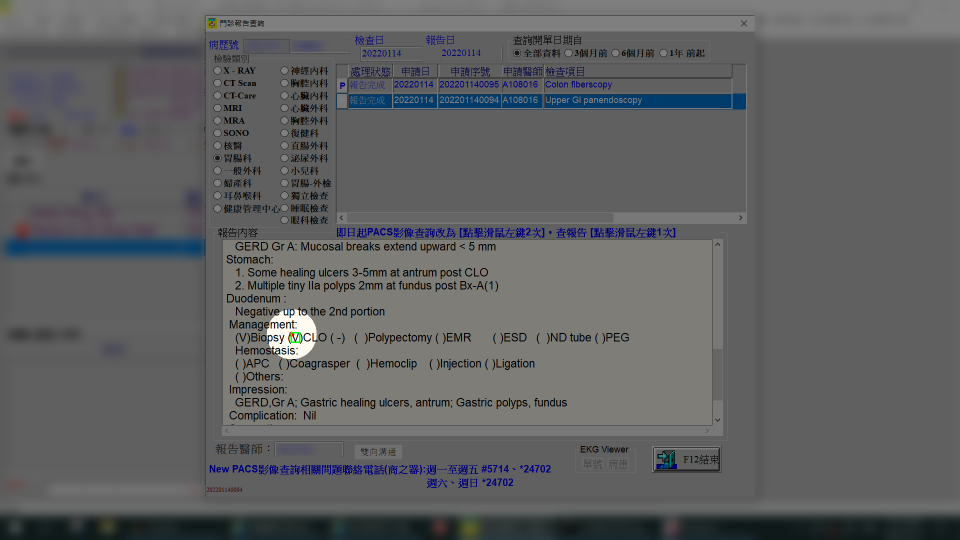 門診報告查詢
病歷號
檢查日
報告日
查詢開單日期自
20220114
20220114
全部資料 3個月前 6個月前 1年 前起
檢驗類別
X - RAY 神經內科
CT Scan 胸腔內科
CT-Care 心臟內科
MRI 心臟外科
MRA 胸腔外科
SONO 復健科
核醫 直腸外科
胃腸科 泌尿外科
一般外科 小兒科
婦產科 胃腸-外檢
耳鼻喉科 獨立檢查
健康管理中心 睡眠檢查
眼科檢查
處理狀態 申請日 申請序號 申請醫師 檢查項目
P 報告完成 20220114 202201140095 A108016 Colon fiberscopy
報告完成 20220114 202201140094 A108016 Upper GI panendoscopy
報告內容
即日起PACS影像查詢改為 [點擊滑鼠左鍵2次]，查報告 [點擊滑鼠左鍵1次]
GERD Gr A: Mucosal breaks extend upward < 5 mm
Stomach:
1. Some healing ulcers 3-5mm at antrum post CLO
2. Multiple tiny IIa polyps 2mm at fundus post Bx-A(1)
Duodenum :
Negative up to the 2nd portion
Management:
(V)Biopsy (V)CLO ( -) ( )Polypectomy ( )EMR ( )ESD ( )ND tube ( )PEG
Hemostasis:
( )APC ( )Coagrasper ( )Hemoclip ( )Injection ( )Ligation
( )Others:
Impression:
GERD,Gr A; Gastric healing ulcers, antrum; Gastric polyps, fundus
Complication: Nil
報告醫師：
雙向溝通
EKG Viewer
單號 病患
F12結束
New PACS影像查詢相關問題聯絡電話(商之器):週一至週五 #5714、*24702
週六、週日 *24702
202201140094